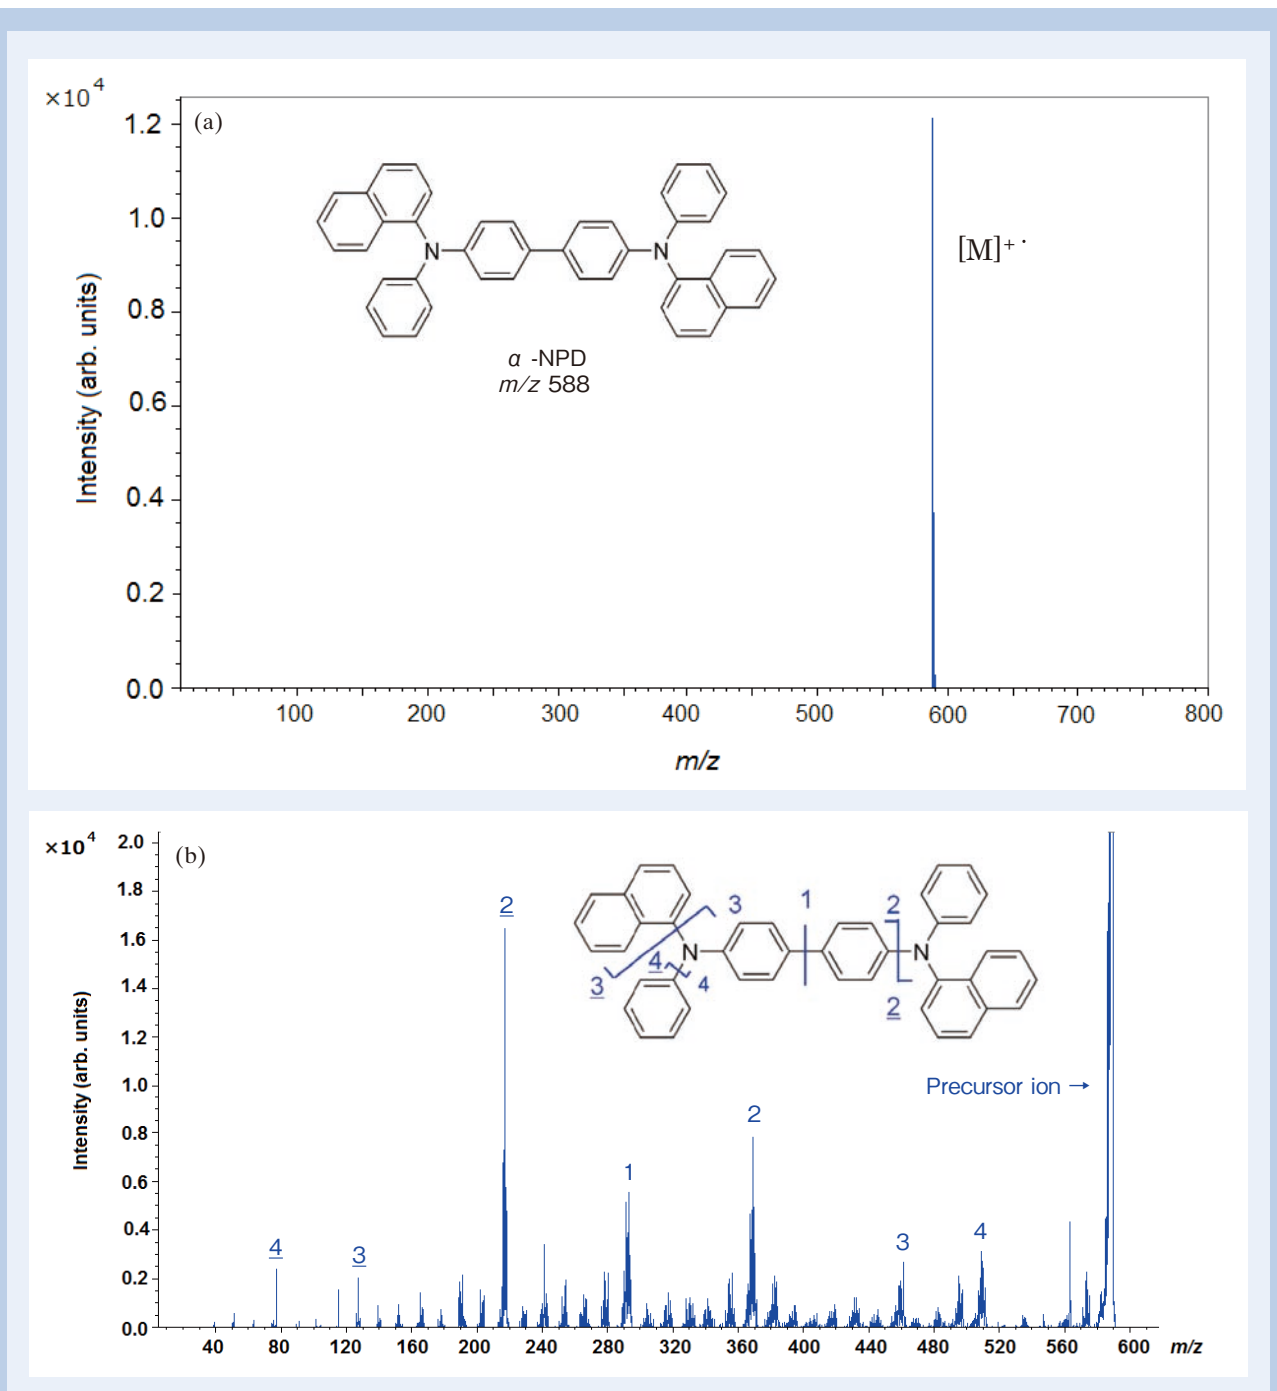 ×10⁴
(a)
1.2
1.0
0.8
0.6
0.4
0.2
0.0
Intensity (arb. units)
N
N
[M]⁺˙
α -NPD
m/z 588
100 200 300 400 500 600 700 800
m/z
×10⁴
(b)
2.0
1.8
1.6
1.4
1.2
1.0
0.8
0.6
0.4
0.2
0.0
Intensity (arb. units)
3
1
2
N
N
4
3
4
2
2
Precursor ion →
2
1
3
4
4
3
40 80 120 160 200 240 280 320 360 400 440 480 520 560 600 m/z